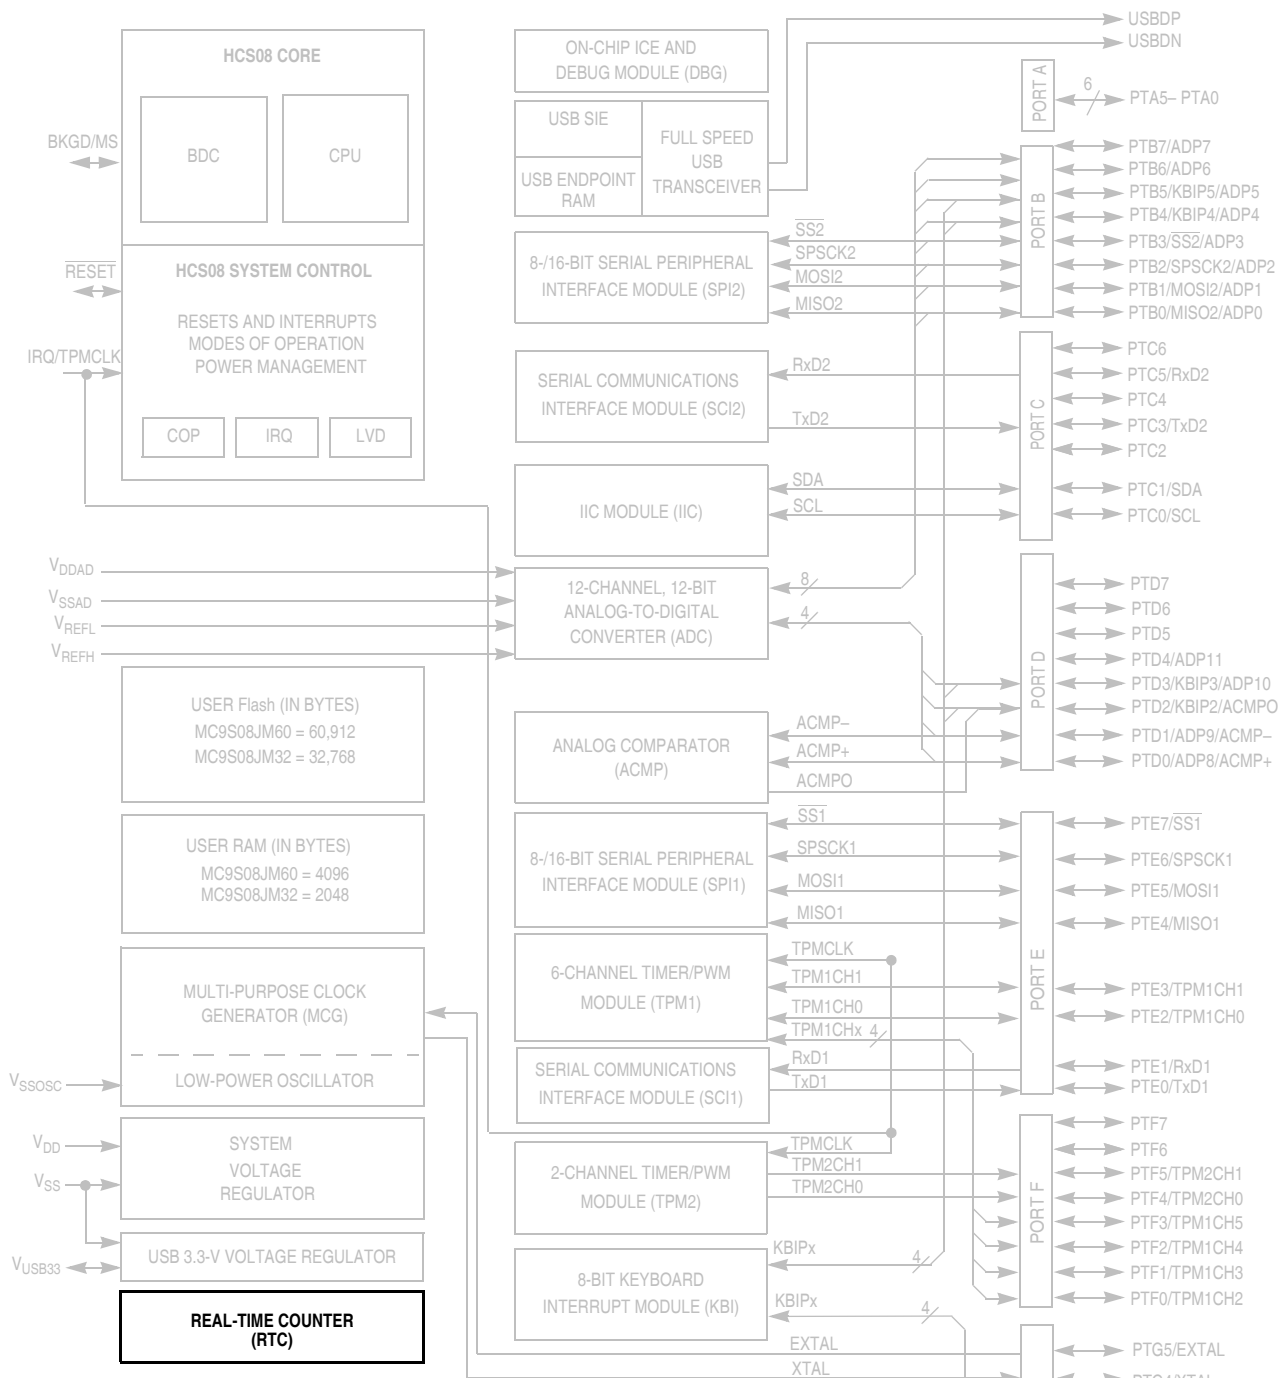 HCS08 CORE
BDC
CPU
BKGD/MS
RESET
HCS08 SYSTEM CONTROL
RESETS AND INTERRUPTS
MODES OF OPERATION
POWER MANAGEMENT
IRQ/TPMCLK
COP
IRQ
LVD
VDDAD
VSSAD
VREFL
VREFH
USER Flash (IN BYTES)
MC9S08JM60 = 60,912
MC9S08JM32 = 32,768
USER RAM (IN BYTES)
MC9S08JM60 = 4096
MC9S08JM32 = 2048
MULTI-PURPOSE CLOCK
GENERATOR (MCG)
LOW-POWER OSCILLATOR
VSSOSC
VDD
VSS
SYSTEM
VOLTAGE
REGULATOR
VUSB33
USB 3.3-V VOLTAGE REGULATOR
REAL-TIME COUNTER
(RTC)
ON-CHIP ICE AND
DEBUG MODULE (DBG)
USB SIE
USB ENDPOINT
RAM
FULL SPEED
USB
TRANSCEIVER
8-/16-BIT SERIAL PERIPHERAL
INTERFACE MODULE (SPI2)
SS2
SPSCK2
MOSI2
MISO2
SERIAL COMMUNICATIONS
INTERFACE MODULE (SCI2)
RxD2
TxD2
IIC MODULE (IIC)
SDA
SCL
12-CHANNEL, 12-BIT
ANALOG-TO-DIGITAL
CONVERTER (ADC)
8
4
ANALOG COMPARATOR
(ACMP)
ACMP–
ACMP+
ACMPO
8-/16-BIT SERIAL PERIPHERAL
INTERFACE MODULE (SPI1)
SS1
SPSCK1
MOSI1
MISO1
6-CHANNEL TIMER/PWM
MODULE (TPM1)
TPMCLK
TPM1CH1
TPM1CH0
TPM1CHx 4
SERIAL COMMUNICATIONS
INTERFACE MODULE (SCI1)
RxD1
TxD1
2-CHANNEL TIMER/PWM
MODULE (TPM2)
TPMCLK
TPM2CH1
TPM2CH0
8-BIT KEYBOARD
INTERRUPT MODULE (KBI)
KBIPx
4
KBIPx
4
EXTAL
XTAL
USBDP
USBDN
PORT A
6
PTA5– PTA0
PORT B
PTB7/ADP7
PTB6/ADP6
PTB5/KBIP5/ADP5
PTB4/KBIP4/ADP4
PTB3/SS2/ADP3
PTB2/SPSCK2/ADP2
PTB1/MOSI2/ADP1
PTB0/MISO2/ADP0
PORT C
PTC6
PTC5/RxD2
PTC4
PTC3/TxD2
PTC2
PTC1/SDA
PTC0/SCL
PORT D
PTD7
PTD6
PTD5
PTD4/ADP11
PTD3/KBIP3/ADP10
PTD2/KBIP2/ACMPO
PTD1/ADP9/ACMP–
PTD0/ADP8/ACMP+
PORT E
PTE7/SS1
PTE6/SPSCK1
PTE5/MOSI1
PTE4/MISO1
PTE3/TPM1CH1
PTE2/TPM1CH0
PTE1/RxD1
PTE0/TxD1
PORT F
PTF7
PTF6
PTF5/TPM2CH1
PTF4/TPM2CH0
PTF3/TPM1CH5
PTF2/TPM1CH4
PTF1/TPM1CH3
PTF0/TPM1CH2
PTG5/EXTAL